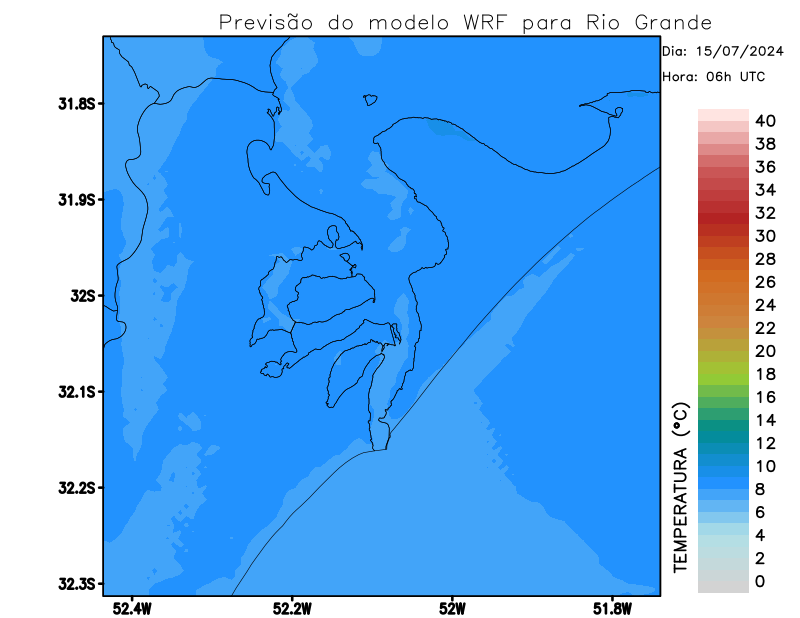 Previsão do modelo WRF para Rio Grande
Dia: 15/07/2024
Hora: 06h UTC
31.8S
31.9S
32S
32.1S
32.2S
32.3S
52.4W
52.2W
52W
51.8W
TEMPERATURA (°C)
40
38
36
34
32
30
28
26
24
22
20
18
16
14
12
10
8
6
4
2
0